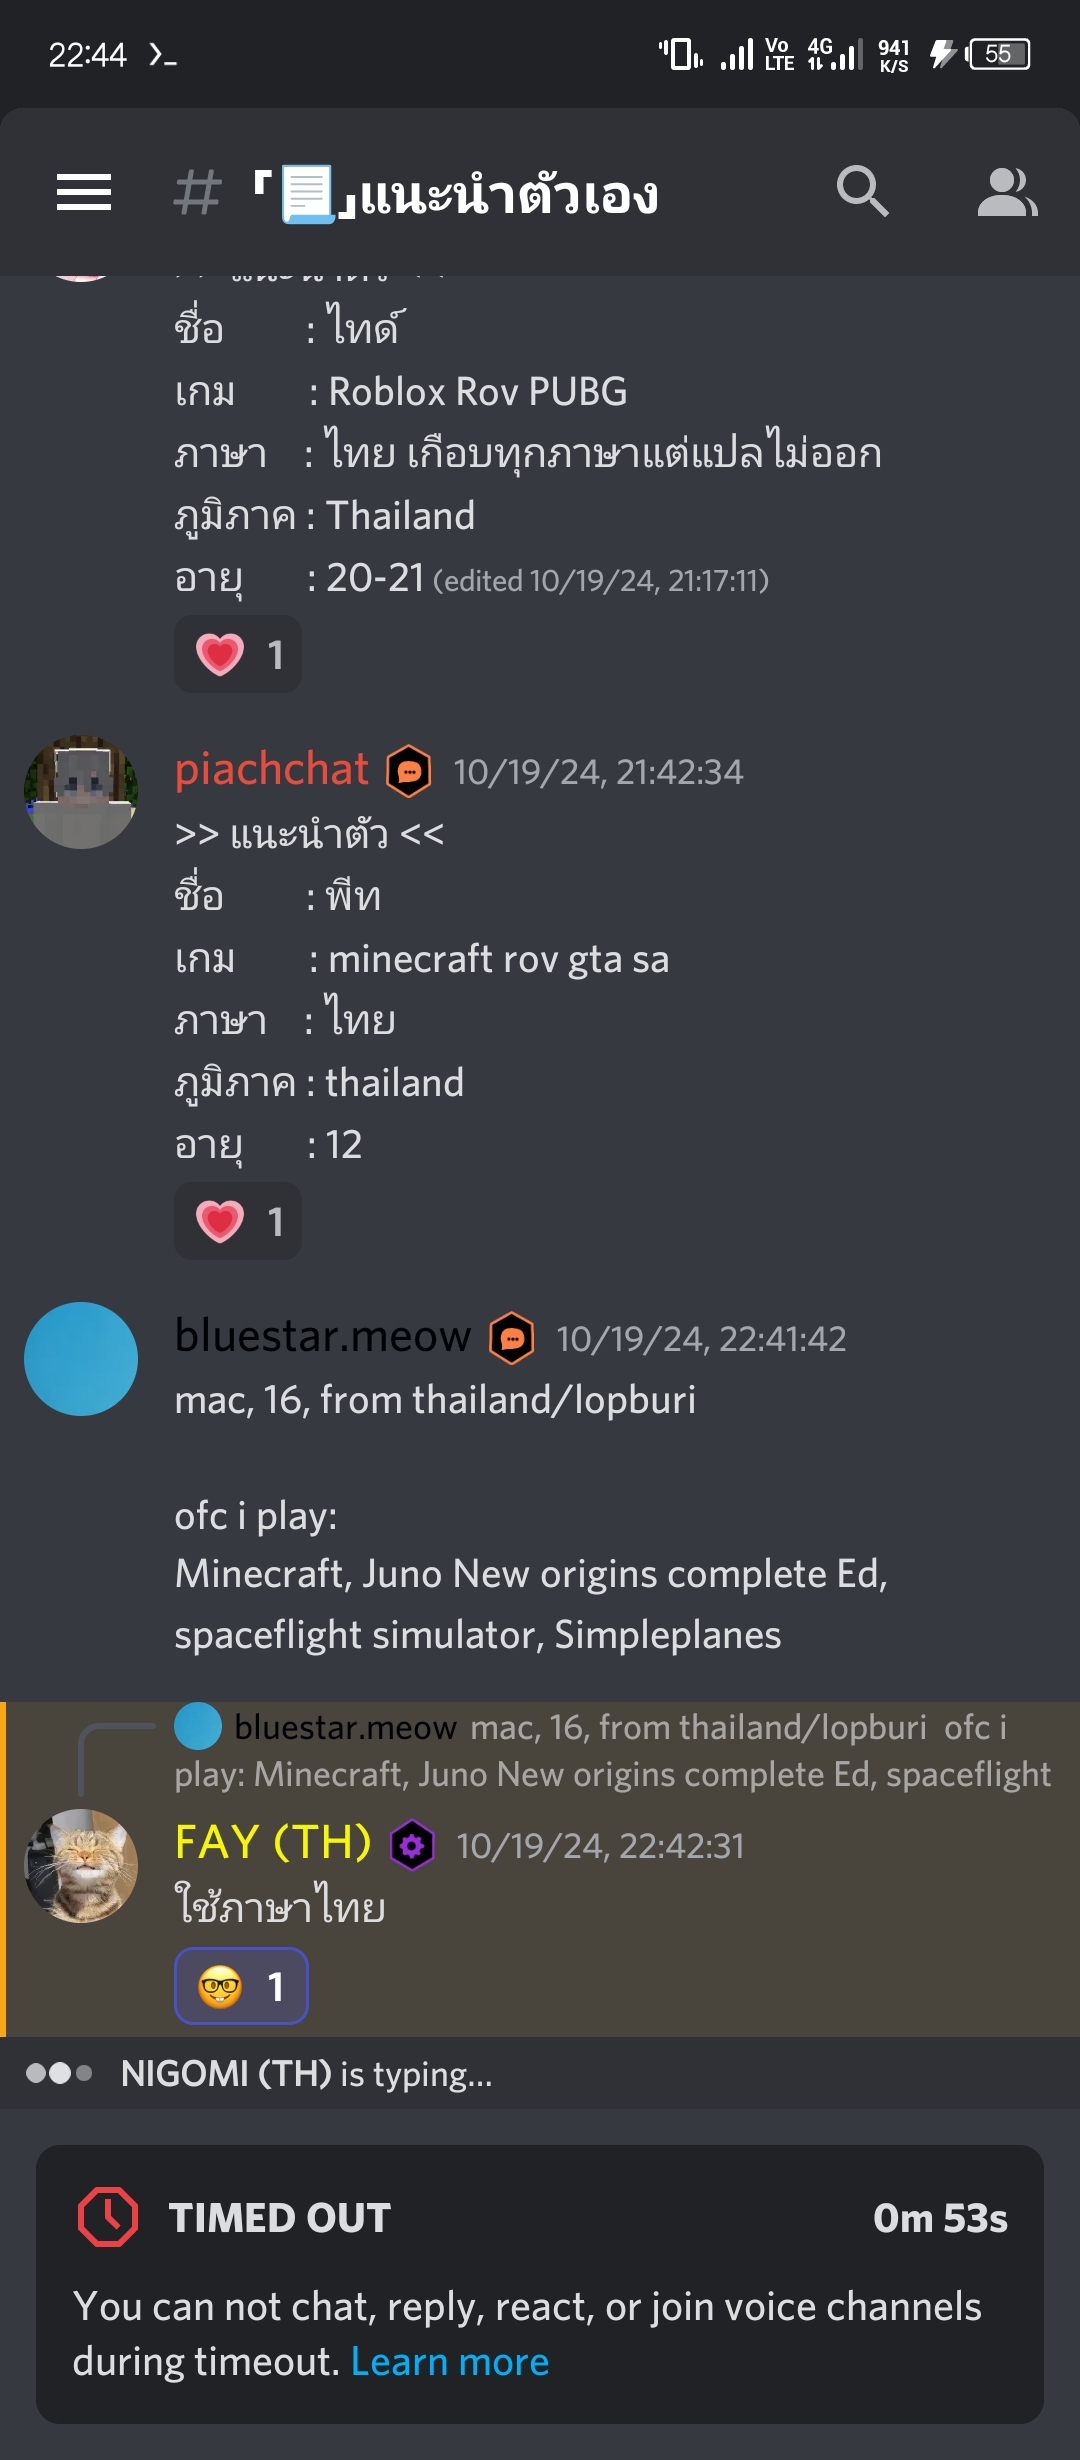 22:44
Vo LTE 4G 941 K/S 55
# 「📃」แนะนำตัวเอง
ชื่อ : ไทด์
เกม : Roblox Rov PUBG
ภาษา : ไทย เกือบทุกภาษาแต่แปลไม่ออก
ภูมิภาค : Thailand
อายุ : 20-21 (edited 10/19/24, 21:17:11)
1
piachchat 10/19/24, 21:42:34
>> แนะนำตัว <<
ชื่อ : พีท
เกม : minecraft rov gta sa
ภาษา : ไทย
ภูมิภาค : thailand
อายุ : 12
1
bluestar.meow 10/19/24, 22:41:42
mac, 16, from thailand/lopburi
ofc i play:
Minecraft, Juno New origins complete Ed,
spaceflight simulator, Simpleplanes
bluestar.meow mac, 16, from thailand/lopburi ofc i
play: Minecraft, Juno New origins complete Ed, spaceflight
FAY (TH) 10/19/24, 22:42:31
ใช้ภาษาไทย
1
NIGOMI (TH) is typing...
TIMED OUT 0m 53s
You can not chat, reply, react, or join voice channels
during timeout. Learn more